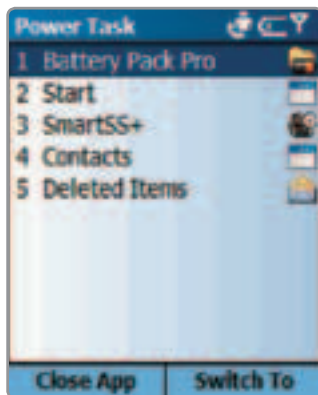 Power Task
1 Battery Pack Pro
2 Start
3 SmartSS+
4 Contacts
5 Deleted Items
Close App Switch To